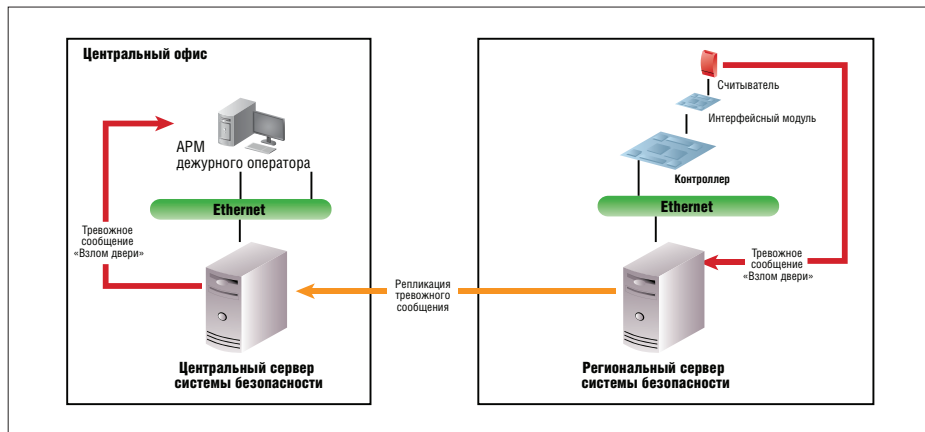 Центральный офис
АРМ
дежурного оператора
Ethernet
Тревожное
сообщение
«Взлом двери»
Центральный сервер
системы безопасности
Репликация
тревожного
сообщения
Считыватель
Интерфейсный модуль
Контроллер
Ethernet
Тревожное
сообщение
«Взлом двери»
Региональный сервер
системы безопасности